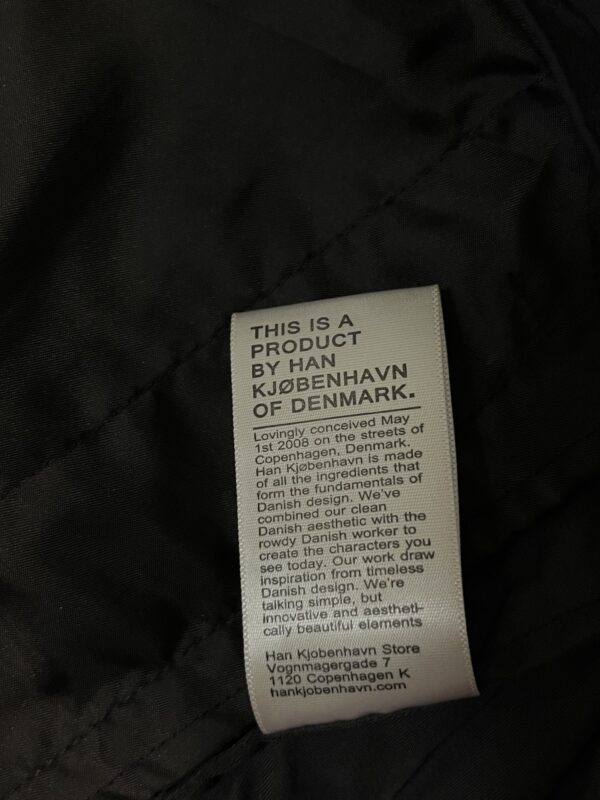 THIS IS A
PRODUCT
BY HAN
KJØBENHAVN
OF DENMARK.
Lovingly conceived May
1st 2008 on the streets of
Copenhagen, Denmark.
Han Kjøbenhavn is made
of all the ingredients that
form the fundamentals of
Danish design. We've
combined our clean
Danish aesthetic with the
rowdy Danish worker to
create the characters you
see today. Our work draw
inspiration from timeless
Danish design. We're
talking simple, but
innovative and aestheti-
cally beautiful elements
Han Kjobenhavn Store
Vognmagergade 7
1120 Copenhagen K
hankjobenhavn.com